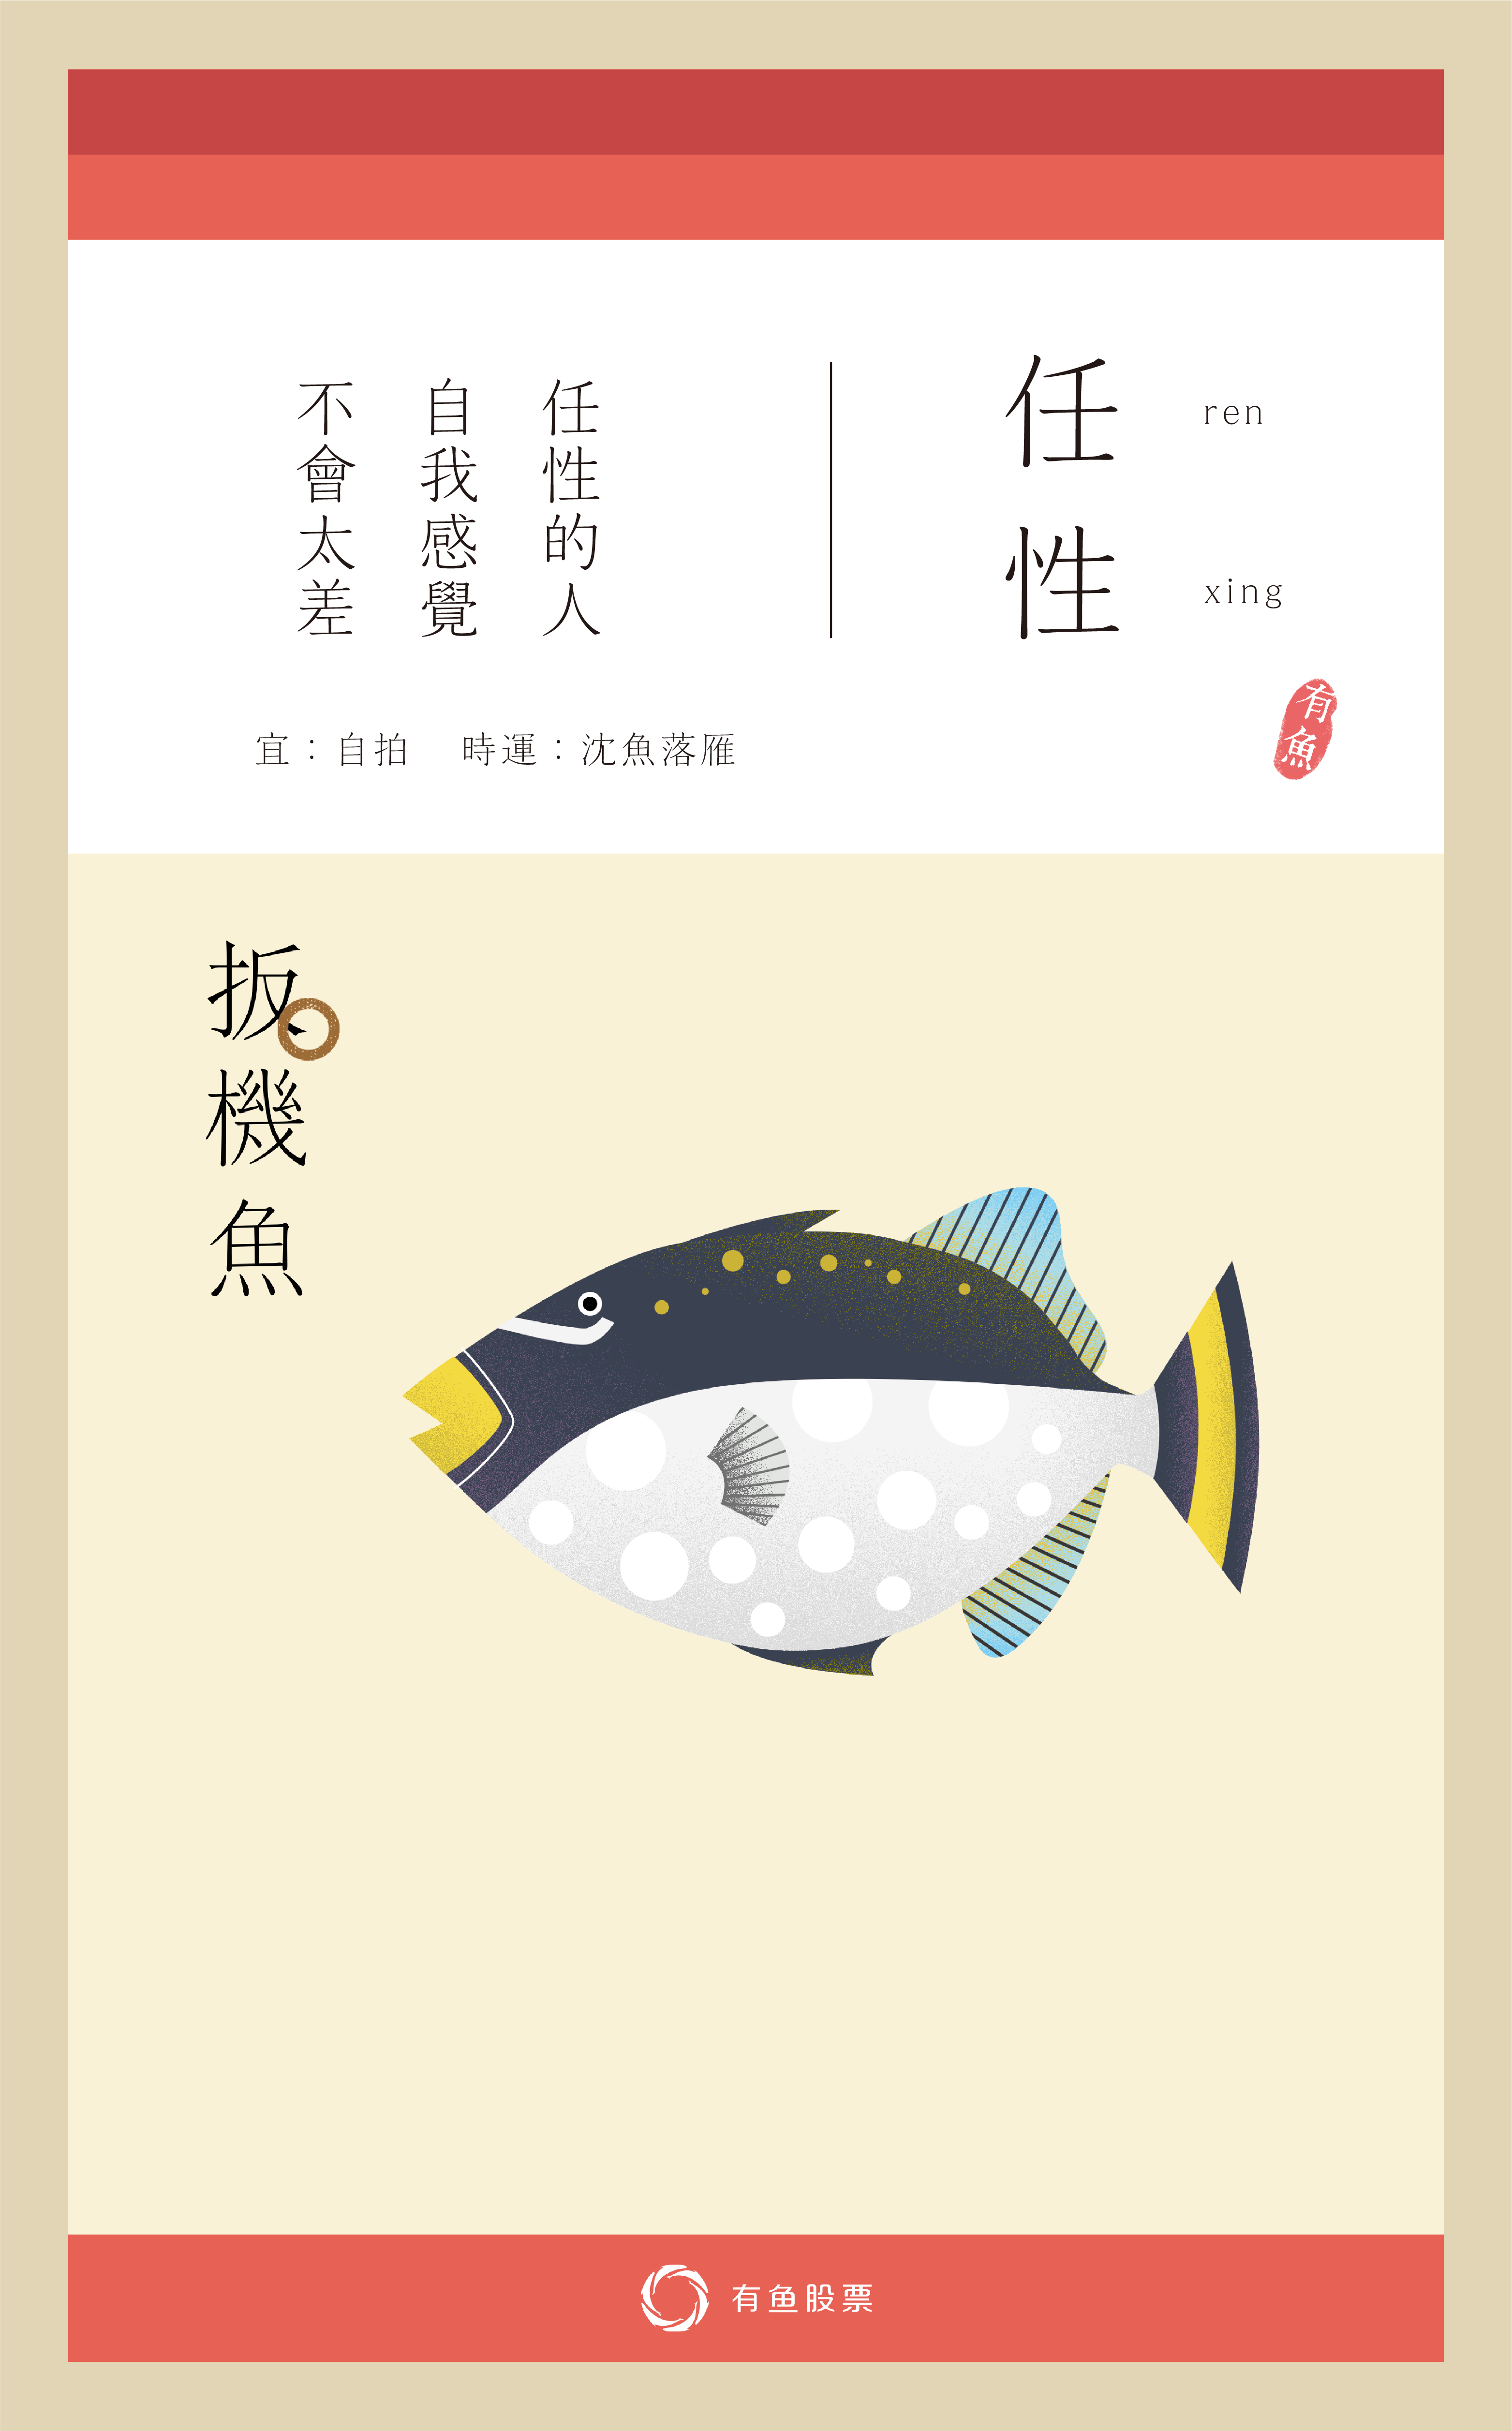 任性
ren
xing
任性的人
自我感覺
不會太差
宜：自拍　時運：沈魚落雁
有魚
扳機魚
有鱼股票